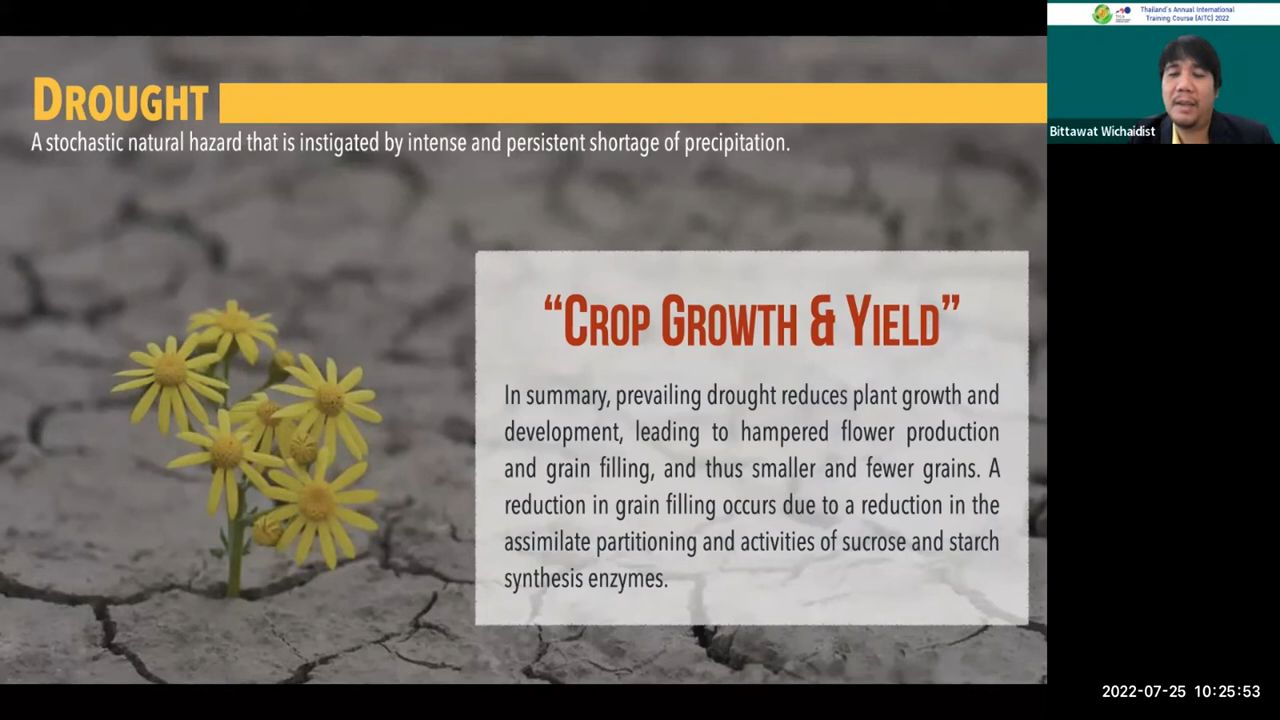 DROUGHT
A stochastic natural hazard that is instigated by intense and persistent shortage of precipitation.
“CROP GROWTH & YIELD”
In summary, prevailing drought reduces plant growth and
development, leading to hampered flower production
and grain filling, and thus smaller and fewer grains. A
reduction in grain filling occurs due to a reduction in the
assimilate partitioning and activities of sucrose and starch
synthesis enzymes.
Thailand's Annual International
Training Course (AITC) 2022
Bittawat Wichaidist
2022-07-25 10:25:53